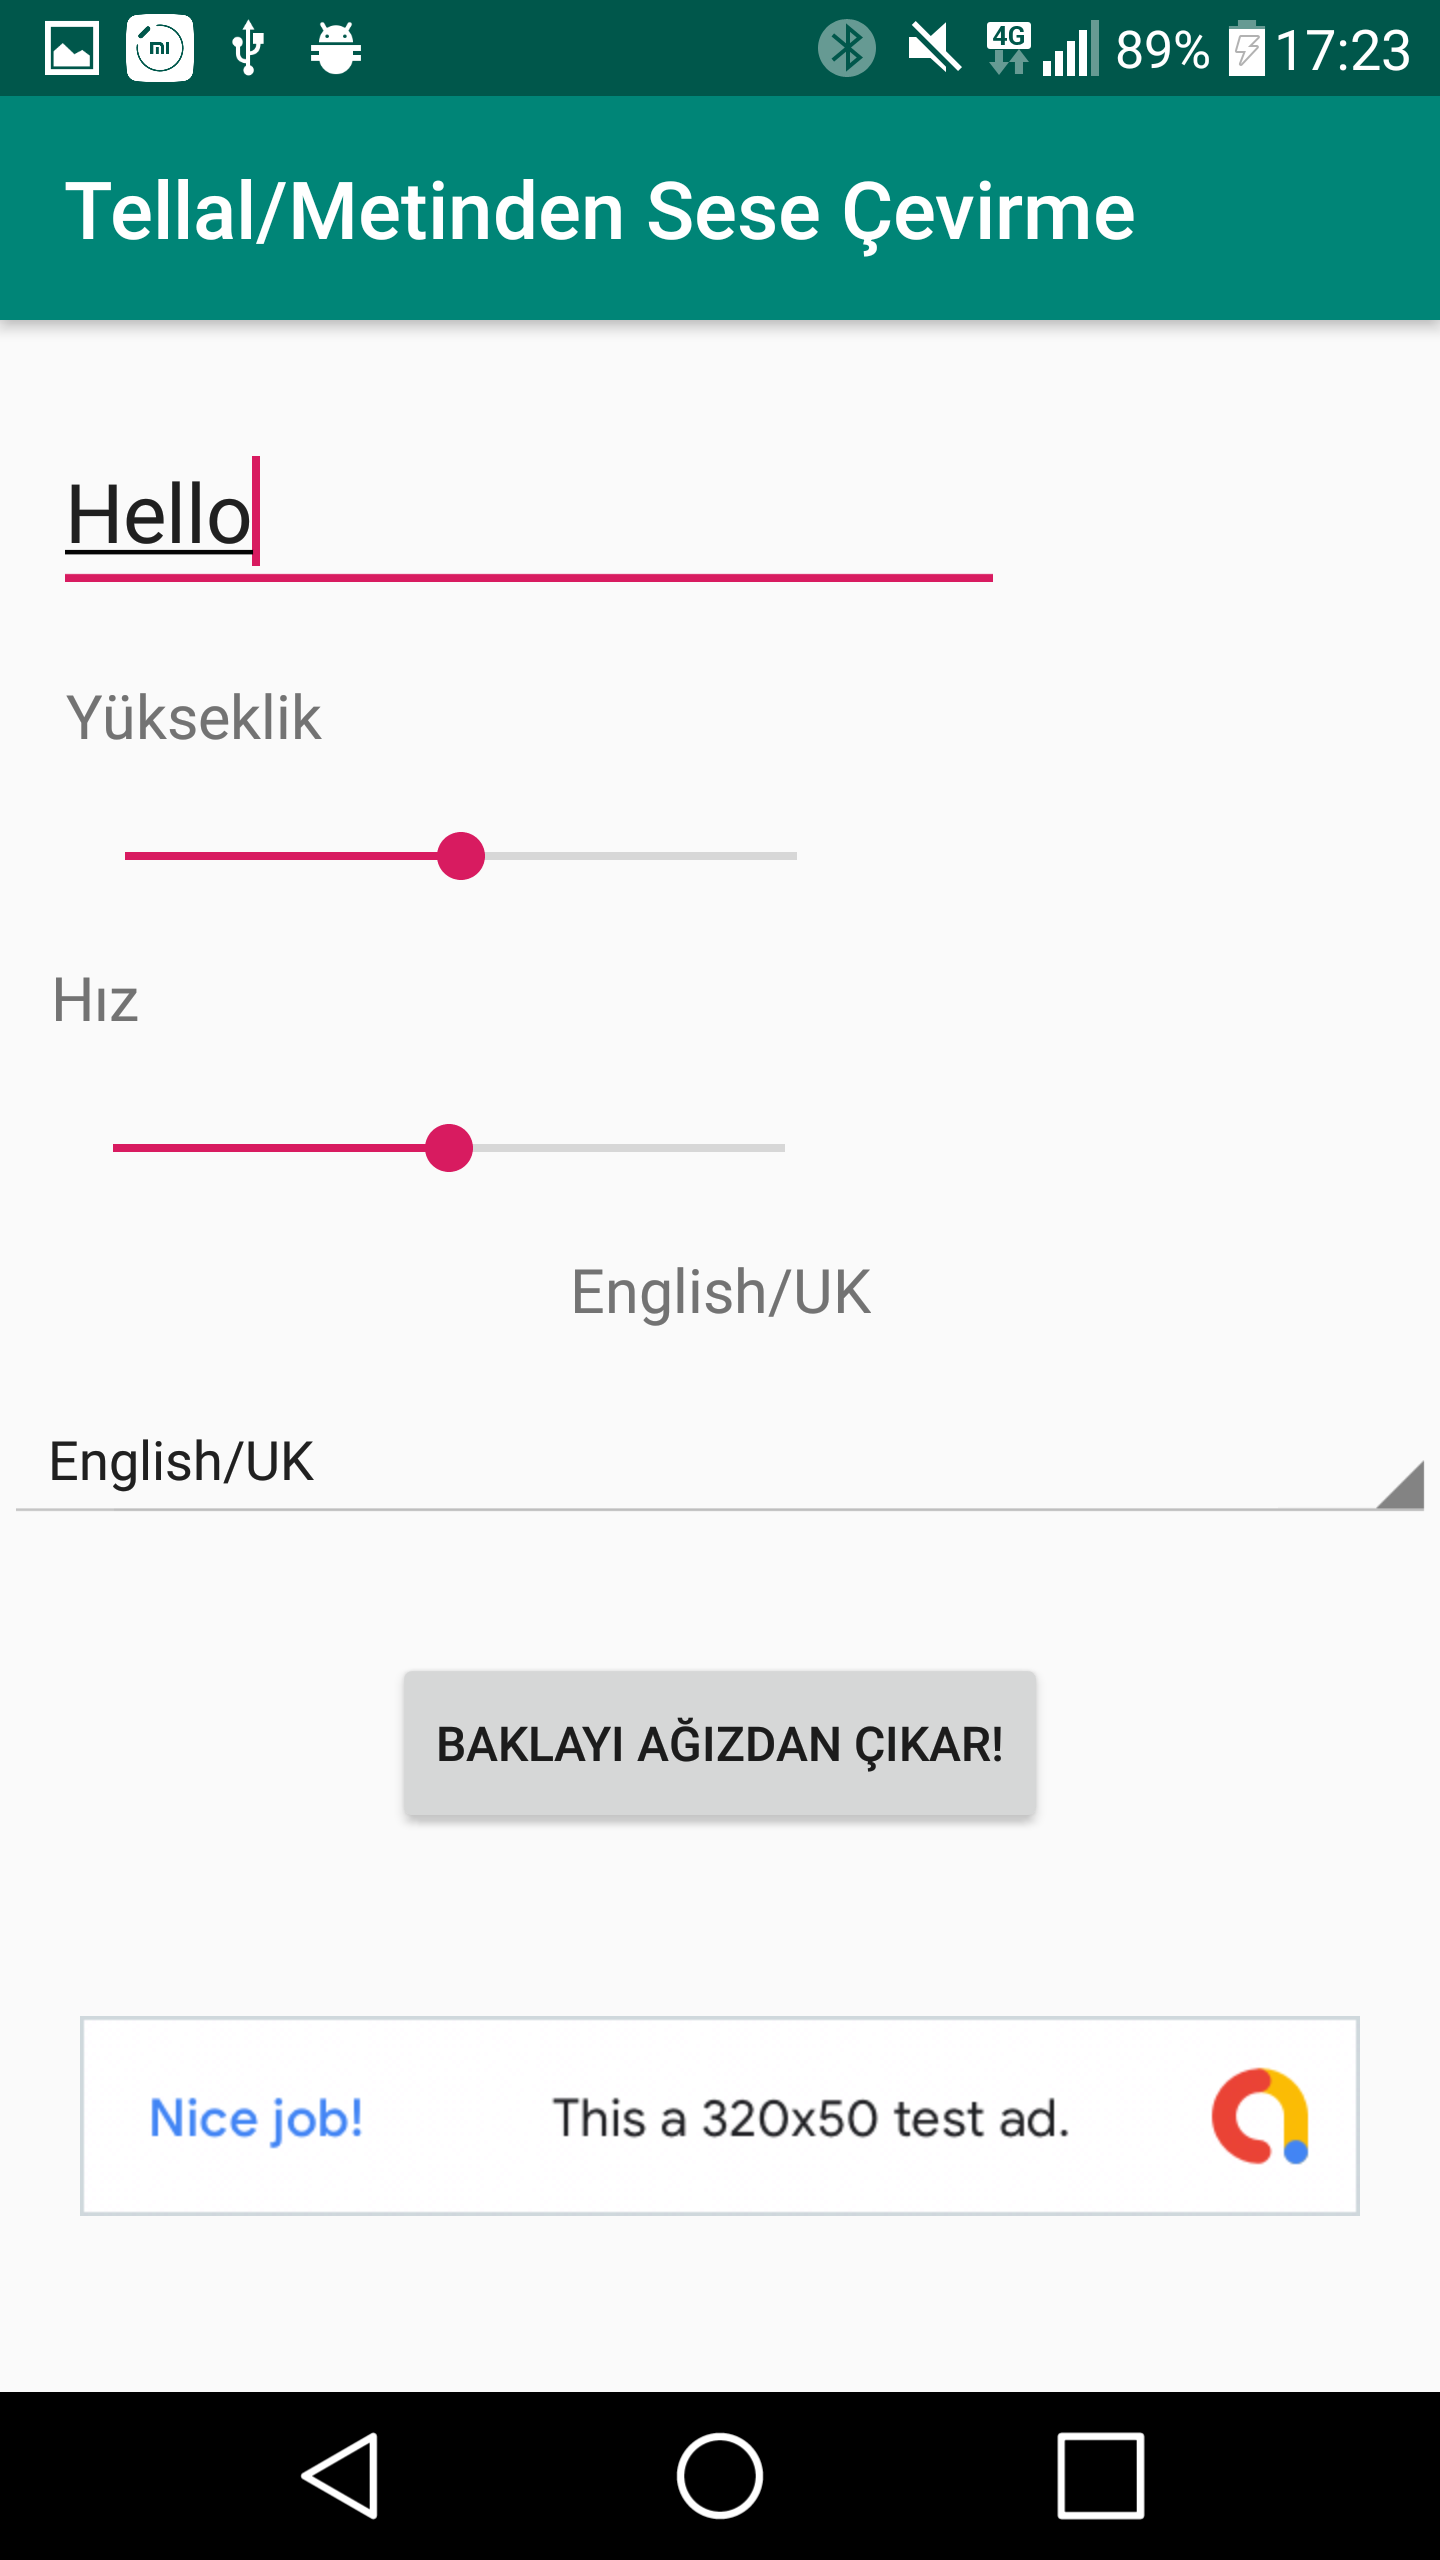 4G 89% 17:23
Tellal/Metinden Sese Çevirme
Hello
Yükseklik
Hız
English/UK
English/UK
BAKLAYI AĞIZDAN ÇIKAR!
Nice job! This a 320x50 test ad.